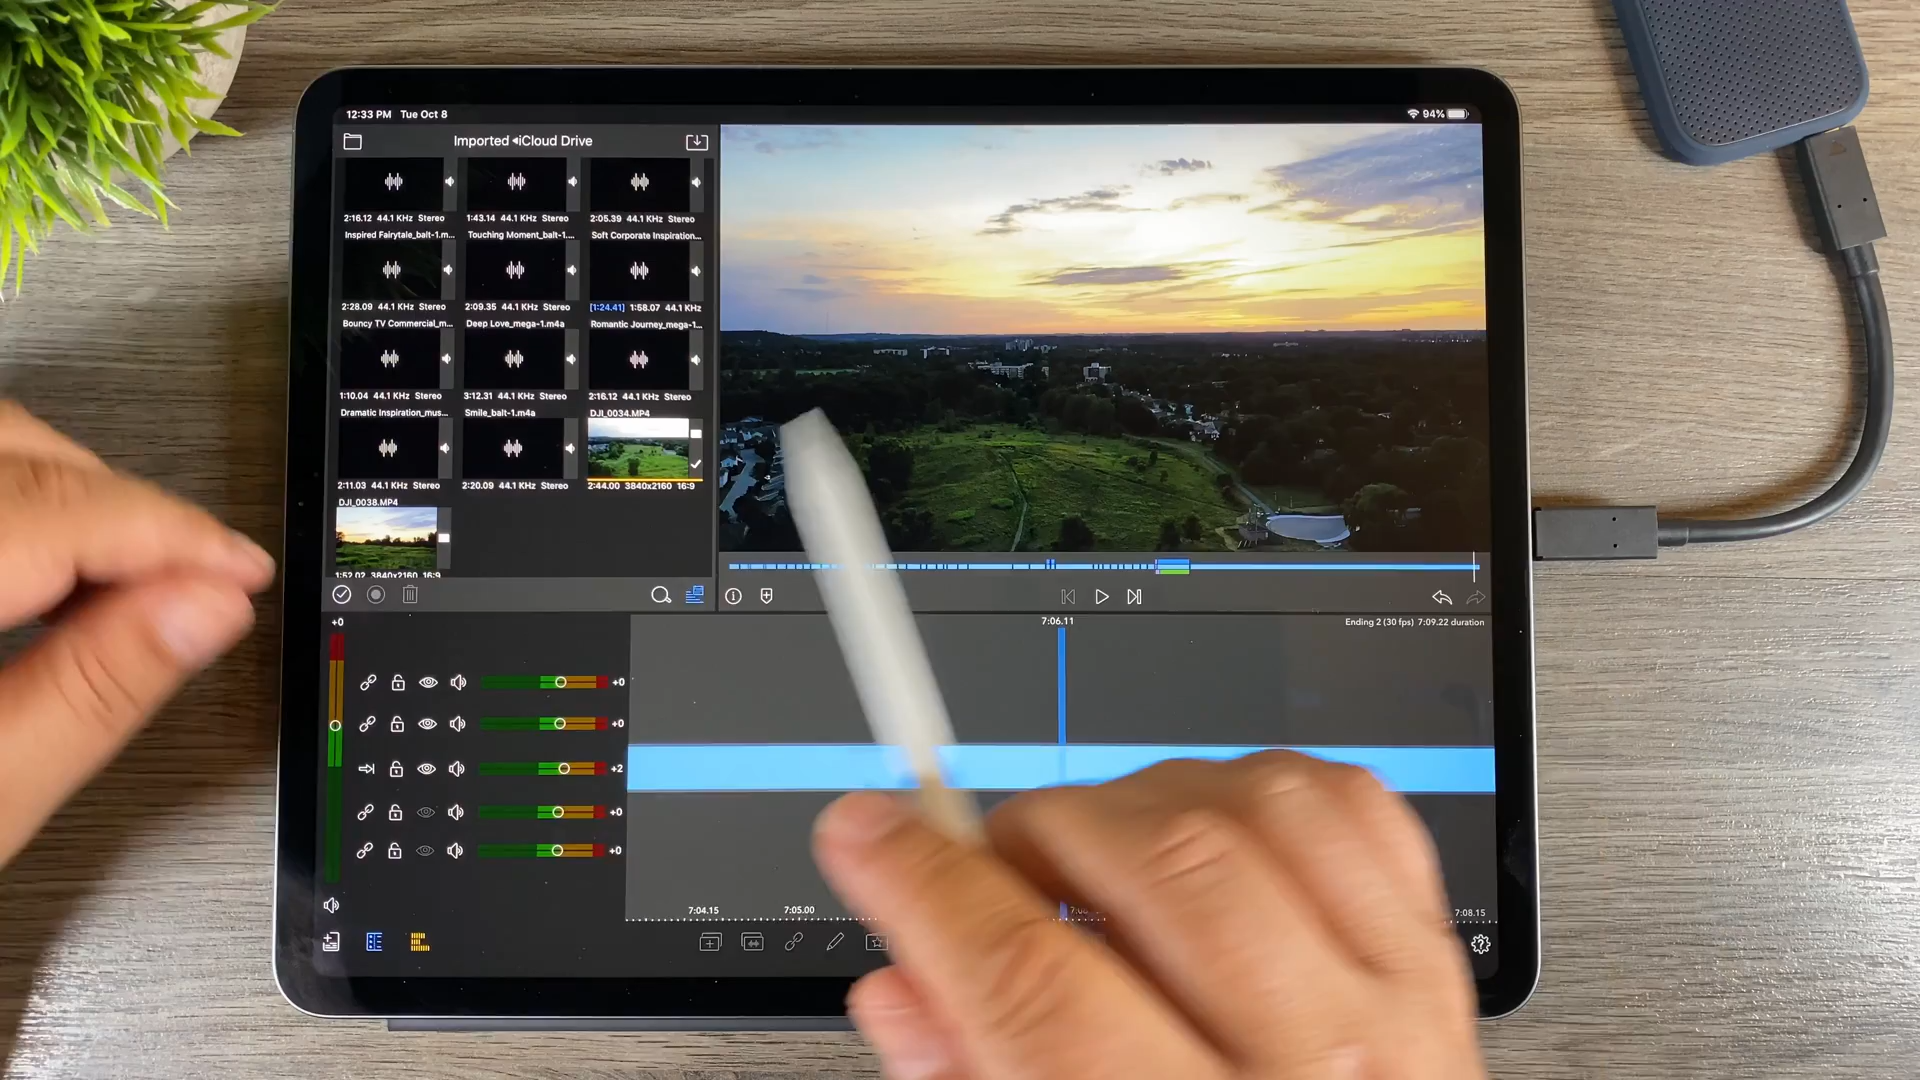 12:33 PM Tue Oct 8
94%
Imported iCloud Drive
2:16.12 44.1 KHz Stereo
1:43.14 44.1 KHz Stereo
2:05.39 44.1 KHz Stereo
Inspired Fairytale_balt-1.m...
Touching Moment_balt-1....
Soft Corporate Inspiration...
2:28.09 44.1 KHz Stereo
2:09.35 44.1 KHz Stereo
[1:24.41] 1:58.07 44.1 KHz
Bouncy TV Commercial_m...
Deep Love_mega-1.m4a
Romantic Journey_mega-1...
1:10.04 44.1 KHz Stereo
3:12.31 44.1 KHz Stereo
2:16.12 44.1 KHz Stereo
Dramatic Inspiration_mus...
Smile_balt-1.m4a
DJI_0034.MP4
2:11.03 44.1 KHz Stereo
2:20.09 44.1 KHz Stereo
2:44.00 3840x2160 16:9
DJI_0038.MP4
1:52.02 3840x2160 16:9
+0
7:06.11
Ending 2 (30 fps) 7:09.22 duration
+0
+0
+2
+0
+0
7:04.15
7:05.00
7:08.15